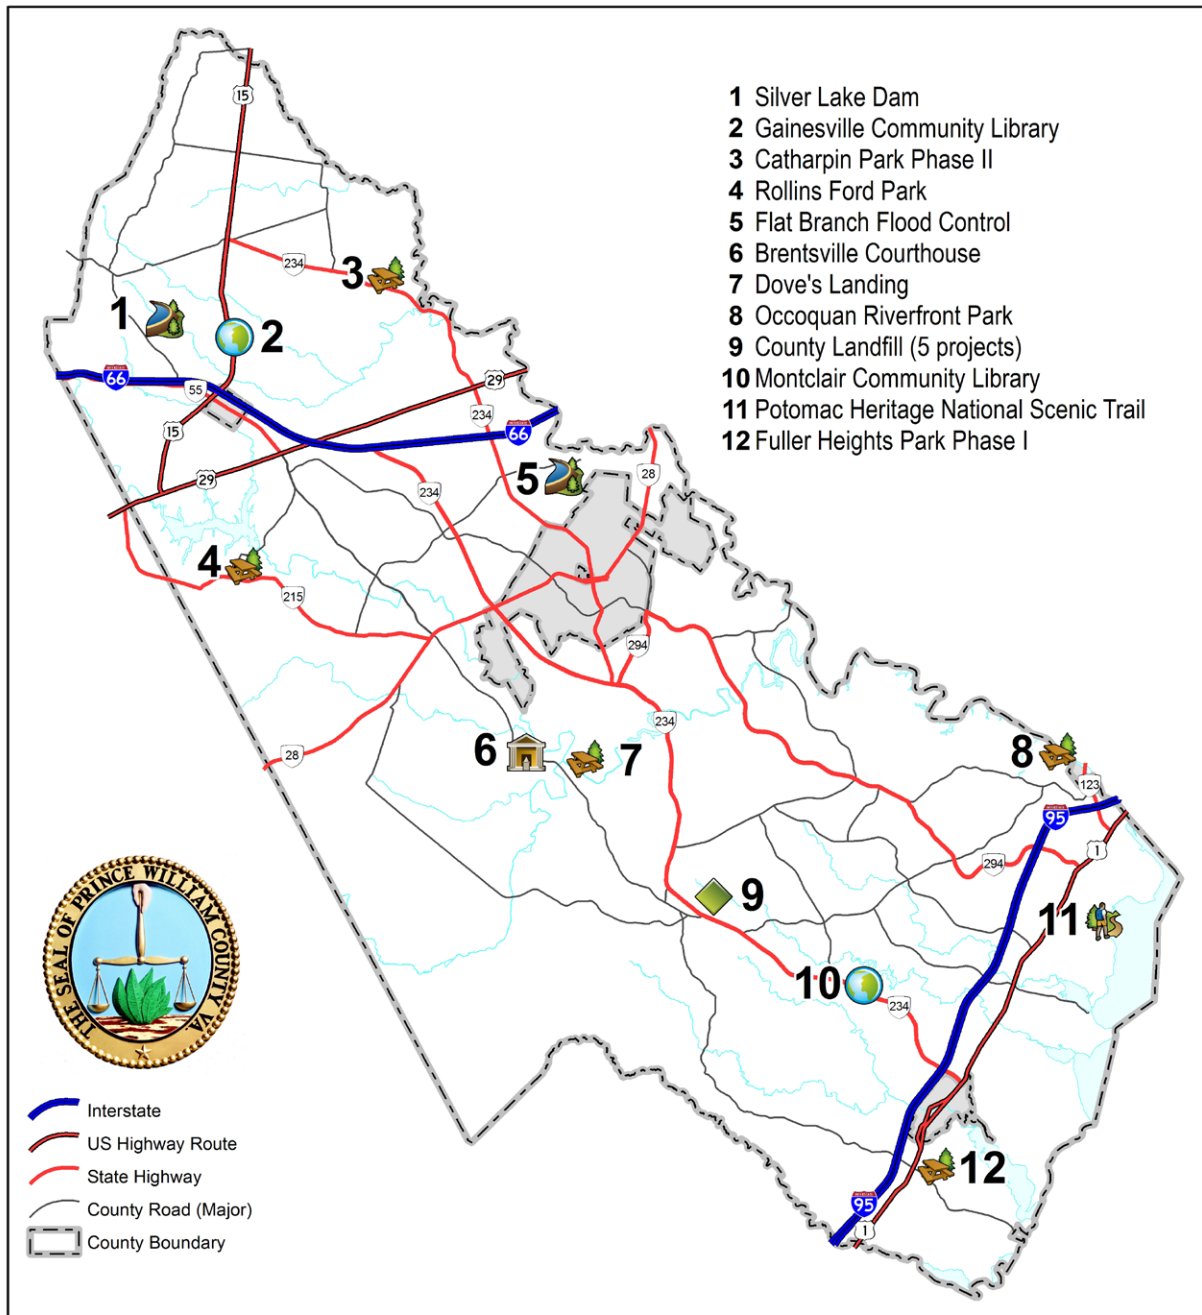 15
1 Silver Lake Dam
2 Gainesville Community Library
3 Catharpin Park Phase II
4 Rollins Ford Park
5 Flat Branch Flood Control
6 Brentsville Courthouse
7 Dove's Landing
8 Occoquan Riverfront Park
9 County Landfill (5 projects)
10 Montclair Community Library
11 Potomac Heritage National Scenic Trail
12 Fuller Heights Park Phase I
234
3
1
2
66
55
29
15
234
66
29
5
234
28
4
215
294
234
28
6
7
8
123
95
1
294
9
11
10
234
12
95
1
THE SEAL OF PRINCE WILLIAM COUNTY VA.
Interstate
US Highway Route
State Highway
County Road (Major)
County Boundary